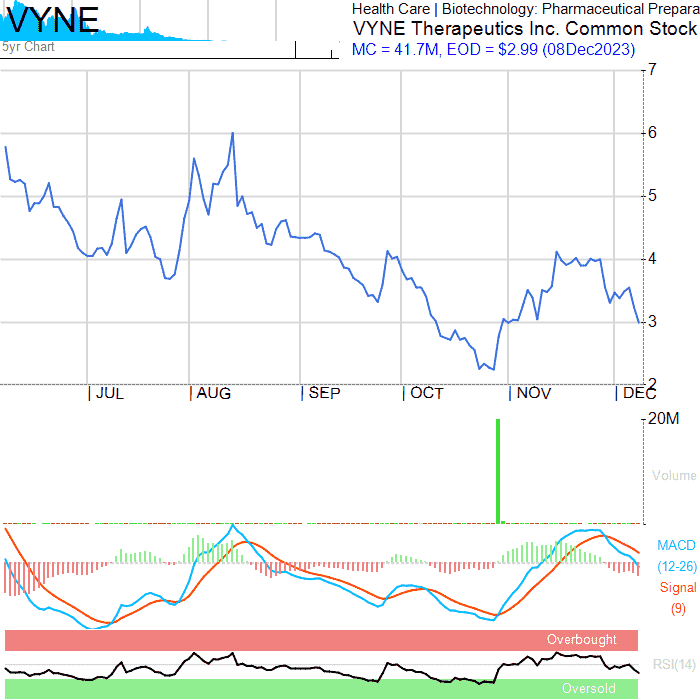 VYNE
Health Care | Biotechnology: Pharmaceutical Prepara
VYNE Therapeutics Inc. Common Stock
5yr Chart
MC = 41.7M, EOD = $2.99 (08Dec2023)
7
6
5
4
3
2
JUL AUG SEP OCT NOV DEC
20M
Volume
MACD
(12-26)
Signal
(9)
Overbought
RSI(14)
Oversold